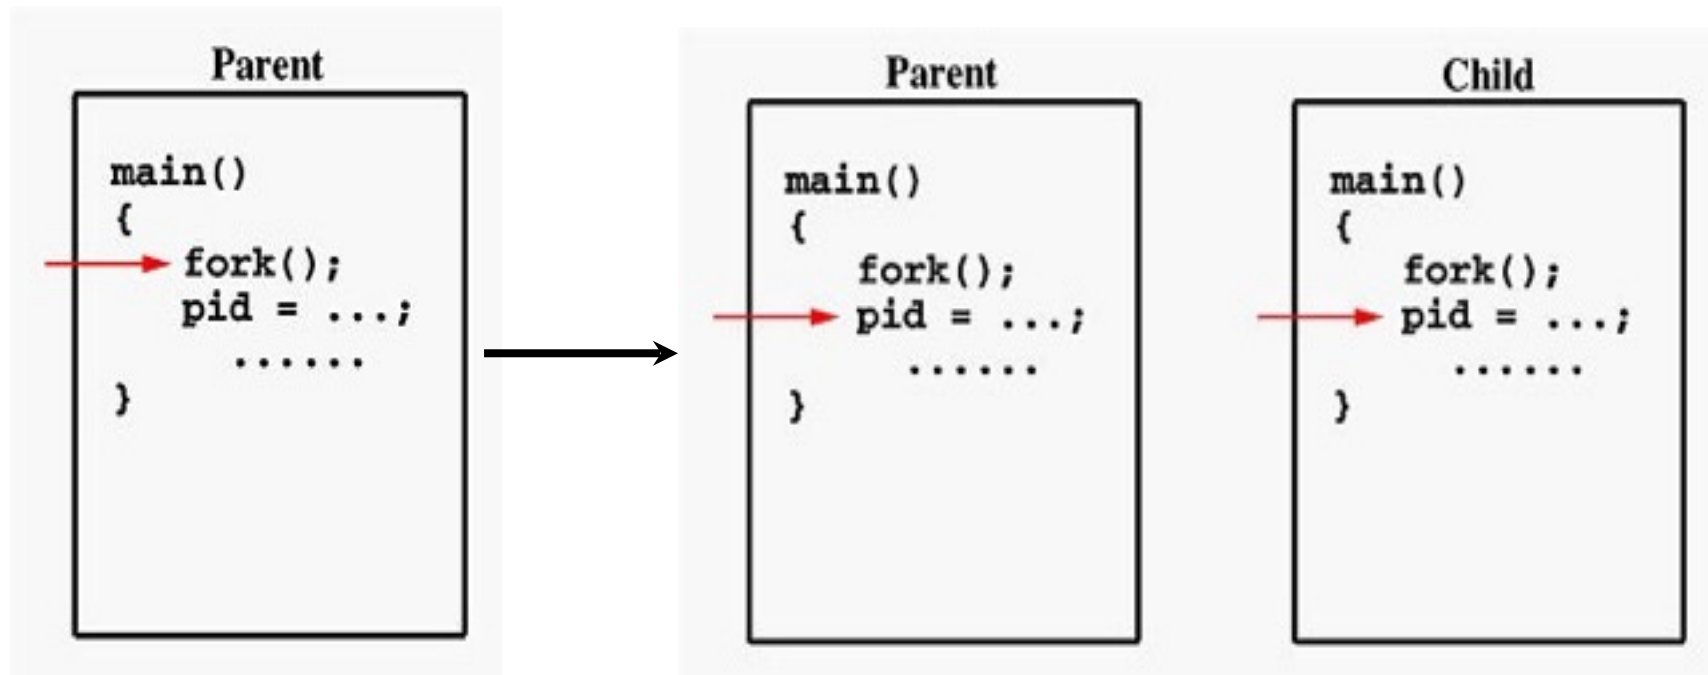 Parent
main()
{
fork();
pid = ...;
......
}
Parent
main()
{
fork();
pid = ...;
......
}
Child
main()
{
fork();
pid = ...;
......
}